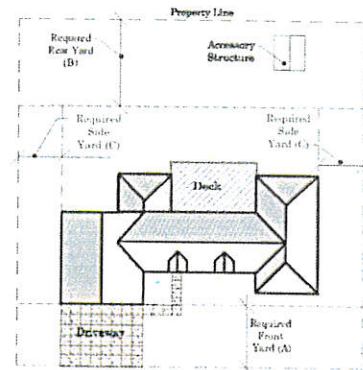 Property Line
Required
Rear Yard
(B)
Accessory
Structure
Required
Side
Yard (C)
Required
Side
Yard (C)
Deck
Driveway
Required
Front
Yard (A)